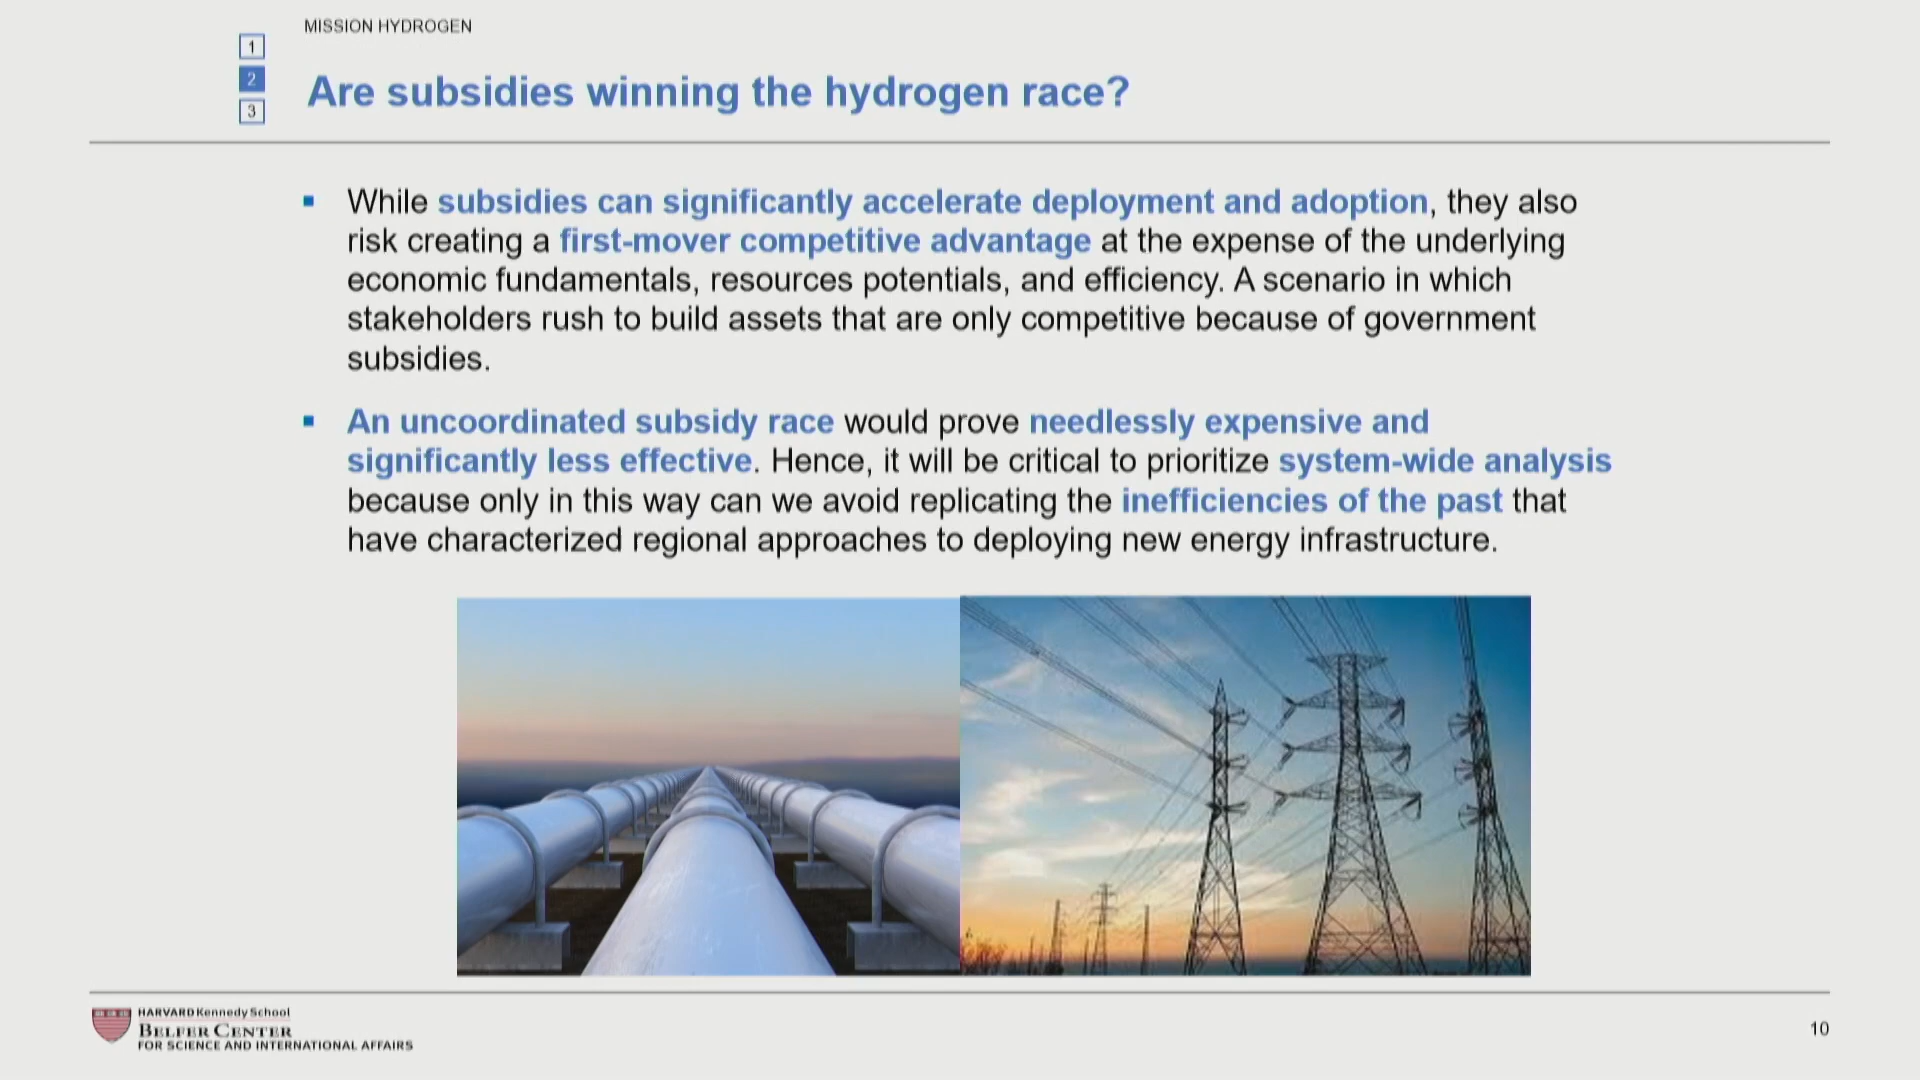 MISSION HYDROGEN
1
2
3
Are subsidies winning the hydrogen race?
▪ While subsidies can significantly accelerate deployment and adoption, they also
risk creating a first-mover competitive advantage at the expense of the underlying
economic fundamentals, resources potentials, and efficiency. A scenario in which
stakeholders rush to build assets that are only competitive because of government
subsidies.
▪ An uncoordinated subsidy race would prove needlessly expensive and
significantly less effective. Hence, it will be critical to prioritize system-wide analysis
because only in this way can we avoid replicating the inefficiencies of the past that
have characterized regional approaches to deploying new energy infrastructure.
HARVARD Kennedy School
BELFER CENTER
FOR SCIENCE AND INTERNATIONAL AFFAIRS
10